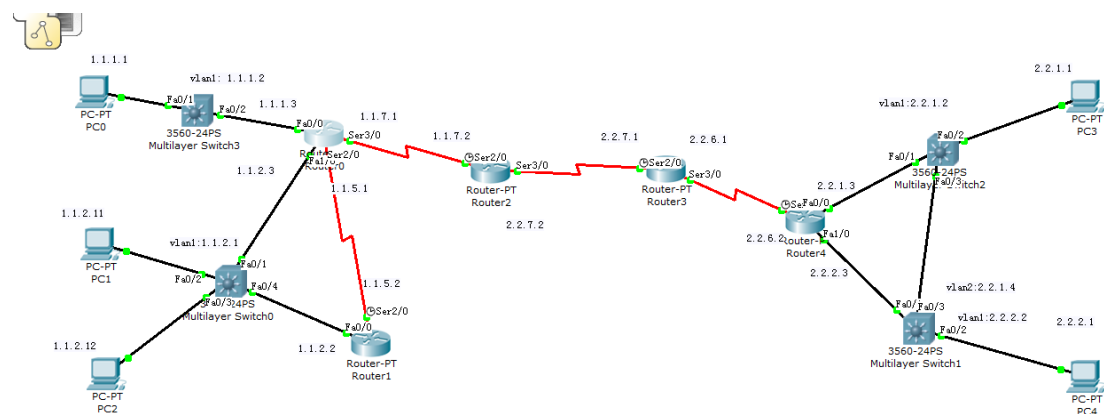 1.1.1.1
vlan1: 1.1.1.2
Fa0/1
Fa0/2
PC-PT
PC0
3560-24PS
Multilayer Switch3
1.1.1.3
Fa0/0
1.1.7.1
Ser3/0
Ser2/0
1.1.2.3
1.1.5.1
1.1.7.2
Ser2/0
Ser3/0
Router-PT
Router2
2.2.7.2
2.2.7.1
2.2.6.1
Ser2/0
Ser3/0
Router-PT
Router3
2.2.1.1
vlan1:2.2.1.2
Fa0/2
Fa0/1
Fa0/3
PC-PT
PC3
3560-24PS
2.2.1.3
Fa0/0
2.2.6.2
Fa1/0
Router4
2.2.2.3
1.1.2.11
vlan1:1.1.2.1
Fa0/1
Fa0/2
Fa0/4
Fa0/3
PC-PT
PC1
Multilayer Switch0
1.1.2.12
PC-PT
PC2
1.1.5.2
Ser2/0
Fa0/0
1.1.2.2
Router-PT
Router1
vlan2:2.2.1.4
Fa0/3
vlan1:2.2.2.2
Fa0/2
2.2.2.1
3560-24PS
Multilayer Switch1
PC-PT
PC4